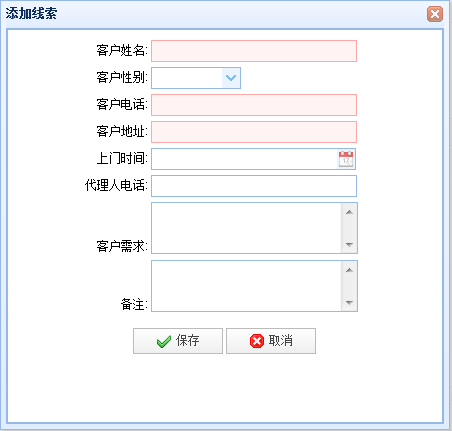 添加线索
客户姓名:
客户性别:
客户电话:
客户地址:
上门时间:
代理人电话:
客户需求:
备注:
保存 取消